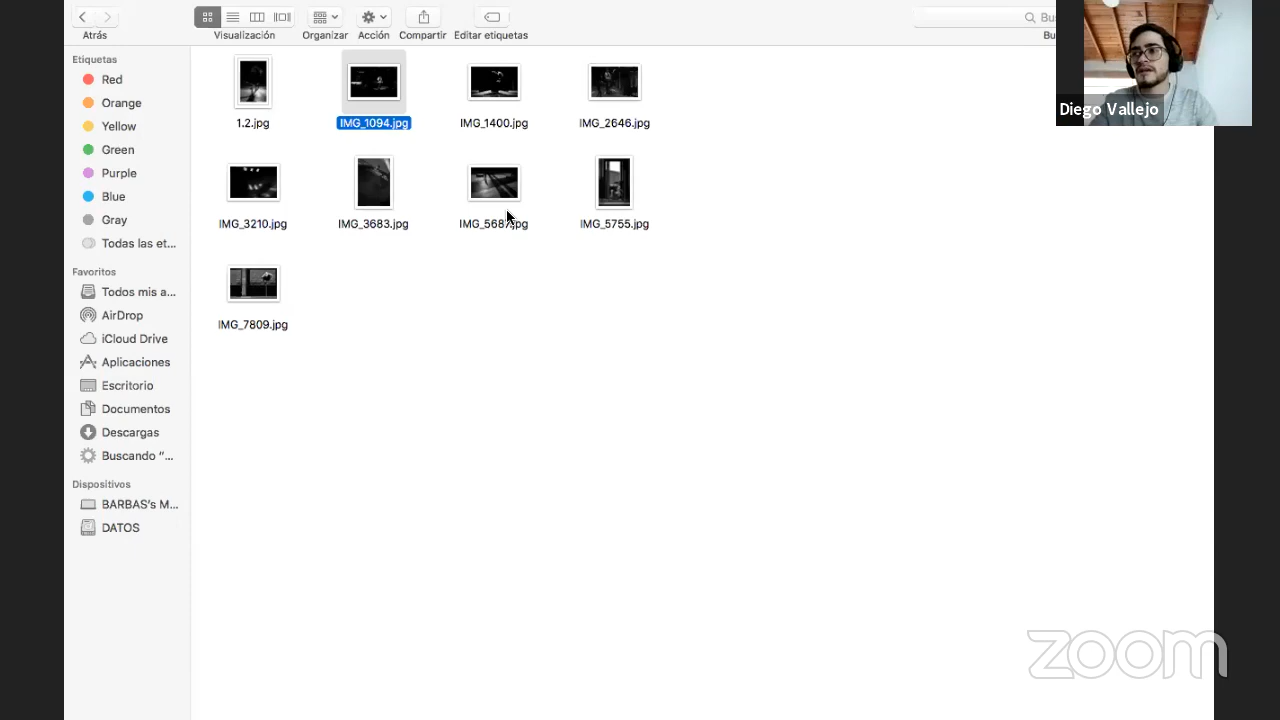 Atrás
Visualización
Organizar
Acción
Compartir
Editar etiquetas
Diego Vallejo
Etiquetas
Red
Orange
Yellow
Green
Purple
Blue
Gray
Todas las et...
Favoritos
Todos mis a...
AirDrop
iCloud Drive
Aplicaciones
Escritorio
Documentos
Descargas
Buscando “...
Dispositivos
BARBAS's M...
DATOS
1.2.jpg
IMG_1094.jpg
IMG_1400.jpg
IMG_2646.jpg
IMG_3210.jpg
IMG_3683.jpg
IMG_5755.jpg
IMG_7809.jpg
zoom